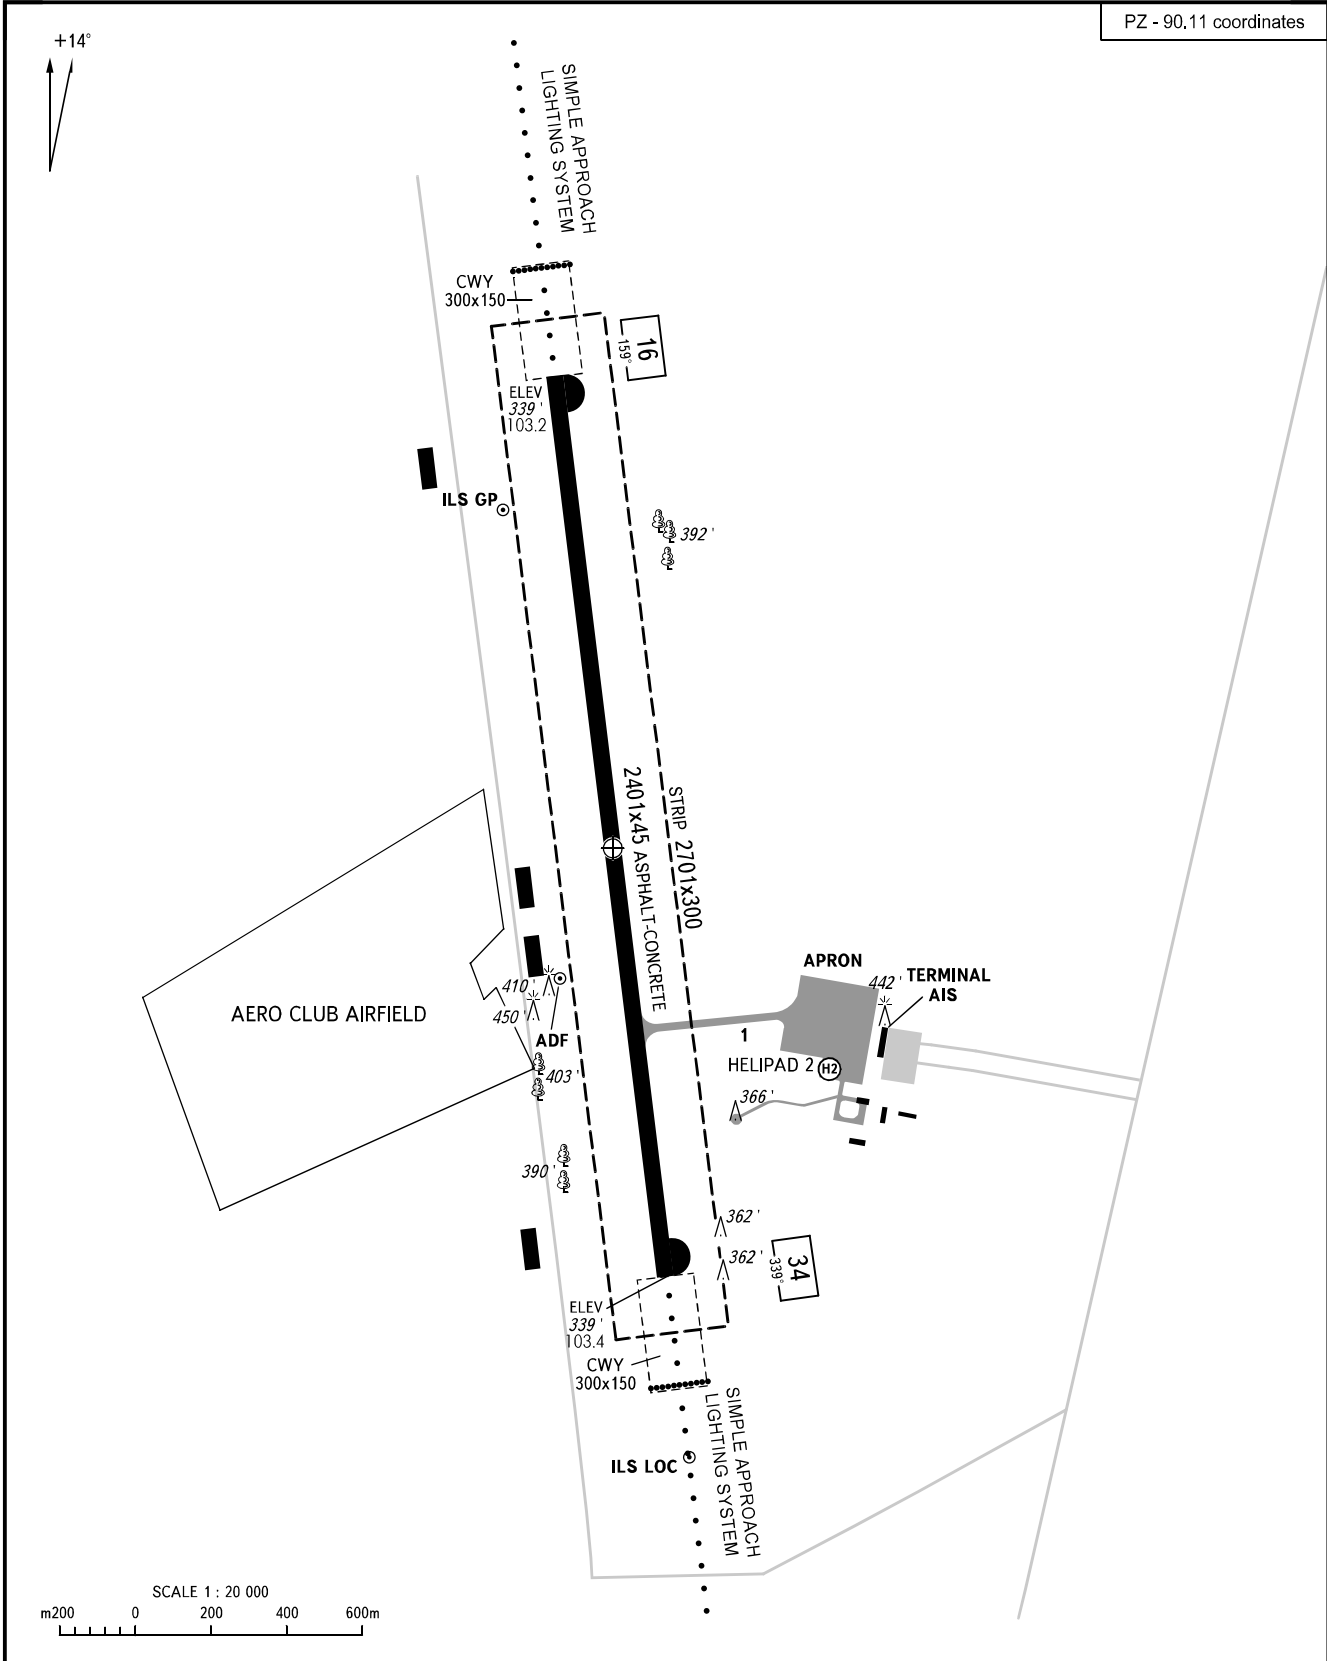 PZ - 90.11 coordinates
+14°
SIMPLE APPROACH
LIGHTING SYSTEM
CWY
300x150
16
159°
ELEV
339 '
103.2
ILS GP
392 '
2401x45 ASPHALT-CONCRETE
STRIP 2701x300
AERO CLUB AIRFIELD
410 '
450 '
ADF
403 '
390 '
APRON
442 '
TERMINAL
AIS
1
HELIPAD 2 H2
366 '
362 '
362 '
34
339°
ELEV
339 '
103.4
CWY
300x150
SIMPLE APPROACH
LIGHTING SYSTEM
ILS LOC
SCALE 1 : 20 000
m200 0 200 400 600m